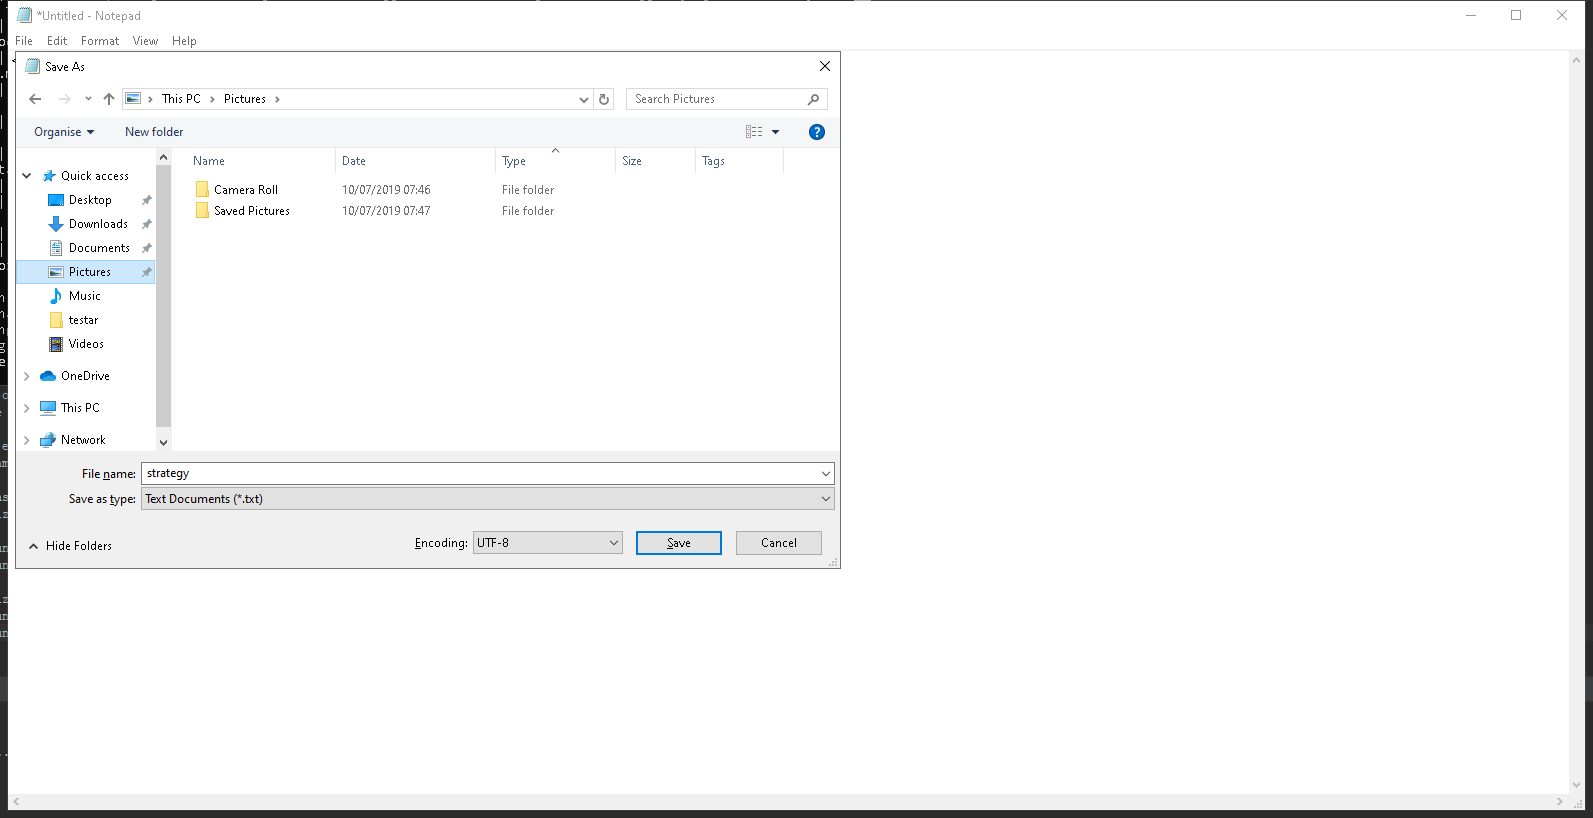 *Untitled - Notepad
File Edit Format View Help
Save As
This PC Pictures
Search Pictures
Organise New folder
Name Date Type Size Tags
Quick access
Desktop
Downloads
Documents
Pictures
Music
testar
Videos
OneDrive
This PC
Network
Camera Roll 10/07/2019 07:46 File folder
Saved Pictures 10/07/2019 07:47 File folder
File name: strategy
Save as type: Text Documents (*.txt)
Hide Folders
Encoding: UTF-8
Save
Cancel